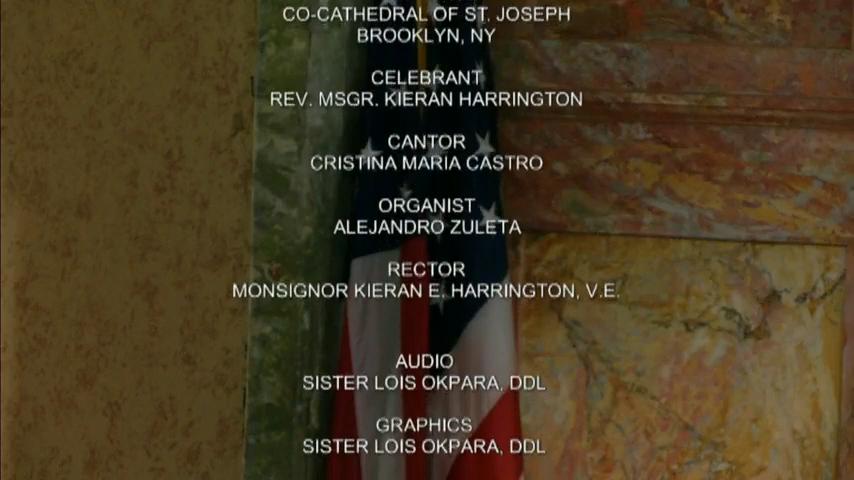 CO-CATHEDRAL OF ST. JOSEPH
BROOKLYN, NY
CELEBRANT
REV. MSGR. KIERAN HARRINGTON
CANTOR
CRISTINA MARIA CASTRO
ORGANIST
ALEJANDRO ZULETA
RECTOR
MONSIGNOR KIERAN E. HARRINGTON, V.E.
AUDIO
SISTER LOIS OKPARA, DDL
GRAPHICS
SISTER LOIS OKPARA, DDL